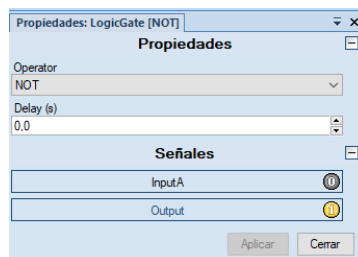 Propiedades: LogicGate [NOT]
Propiedades
Operator
NOT
Delay (s)
0.0
Señales
InputA
0
Output
1
Aplicar Cerrar